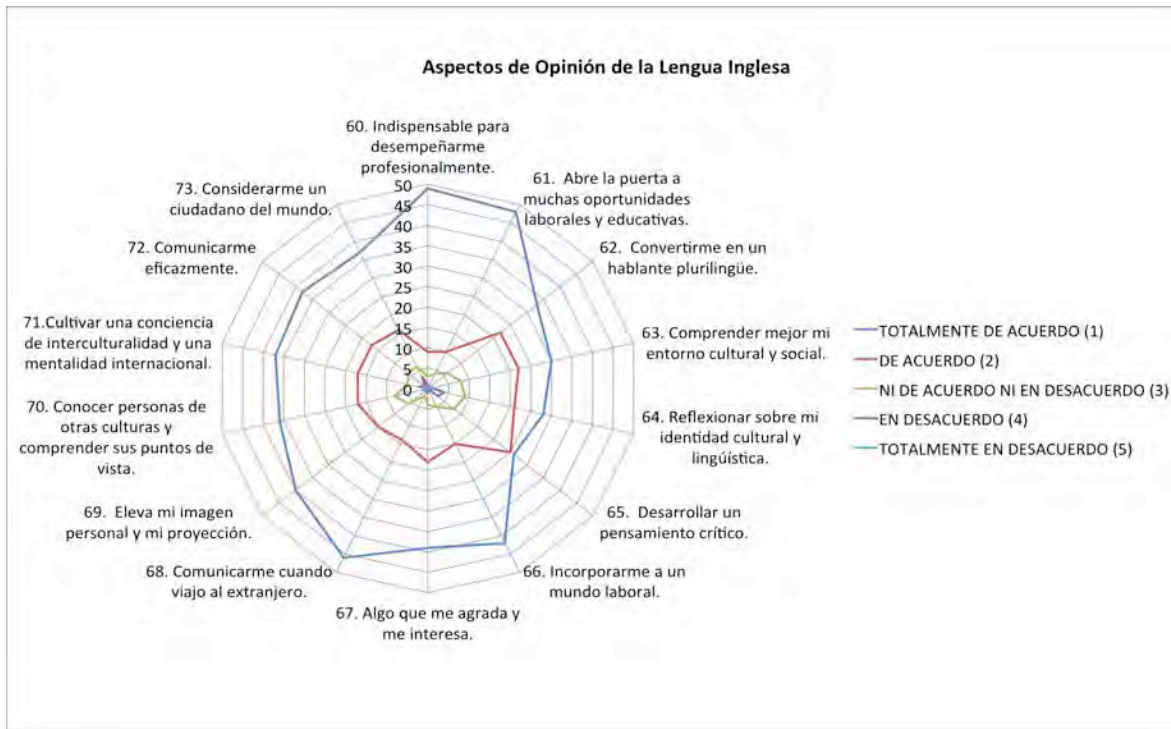 Aspectos de Opinión de la Lengua Inglesa
60. Indispensable para
desempeñarme
profesionalmente.
61. Abre la puerta a
muchas oportunidades
laborales y educativas.
62. Convertirme en un
hablante plurilingüe.
63. Comprender mejor mi
entorno cultural y social.
64. Reflexionar sobre mi
identidad cultural y
lingúística.
65. Desarrollar un
pensamiento crítico.
66. Incorporarme a un
mundo laboral.
67. Algo que me agrada y
me interesa.
68. Comunicarme cuando
viajo al extranjero.
69. Eleva mi imagen
personal y mi proyección.
70. Conocer personas de
otras culturas y
comprender sus puntos de
vista.
71.Cultivar una conciencia
de interculturalidad y una
mentalidad internacional.
72. Comunicarme
eficazmente.
73. Considerarme un
ciudadano del mundo.
50
45
40
35
30
25
20
15
10
5
0
TOTALMENTE DE ACUERDO (1)
DE ACUERDO (2)
NI DE ACUERDO NI EN DESACUERDO (3)
EN DESACUERDO (4)
TOTALMENTE EN DESACUERDO (5)